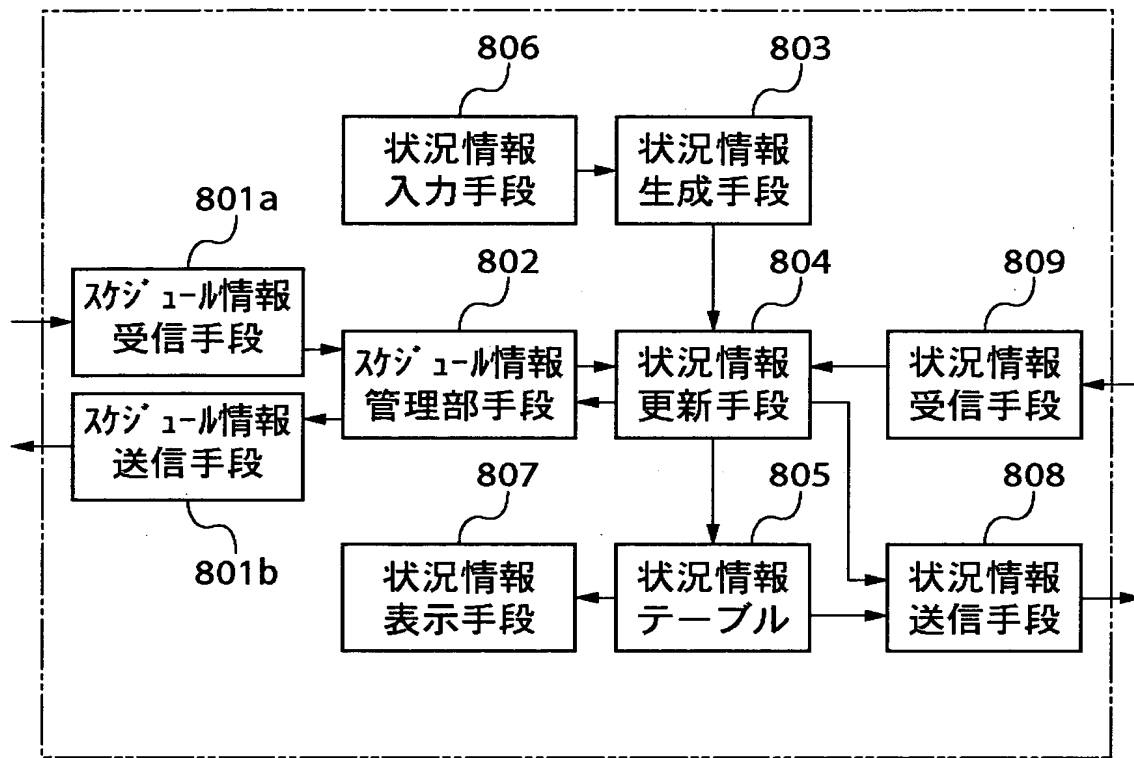 806
状況情報
入力手段
803
状況情報
生成手段
801a
スケジュール情報
受信手段
802
スケジュール情報
管理部手段
804
状況情報
更新手段
809
状況情報
受信手段
スケジュール情報
送信手段
801b
807
状況情報
表示手段
805
状況情報
テーブル
808
状況情報
送信手段